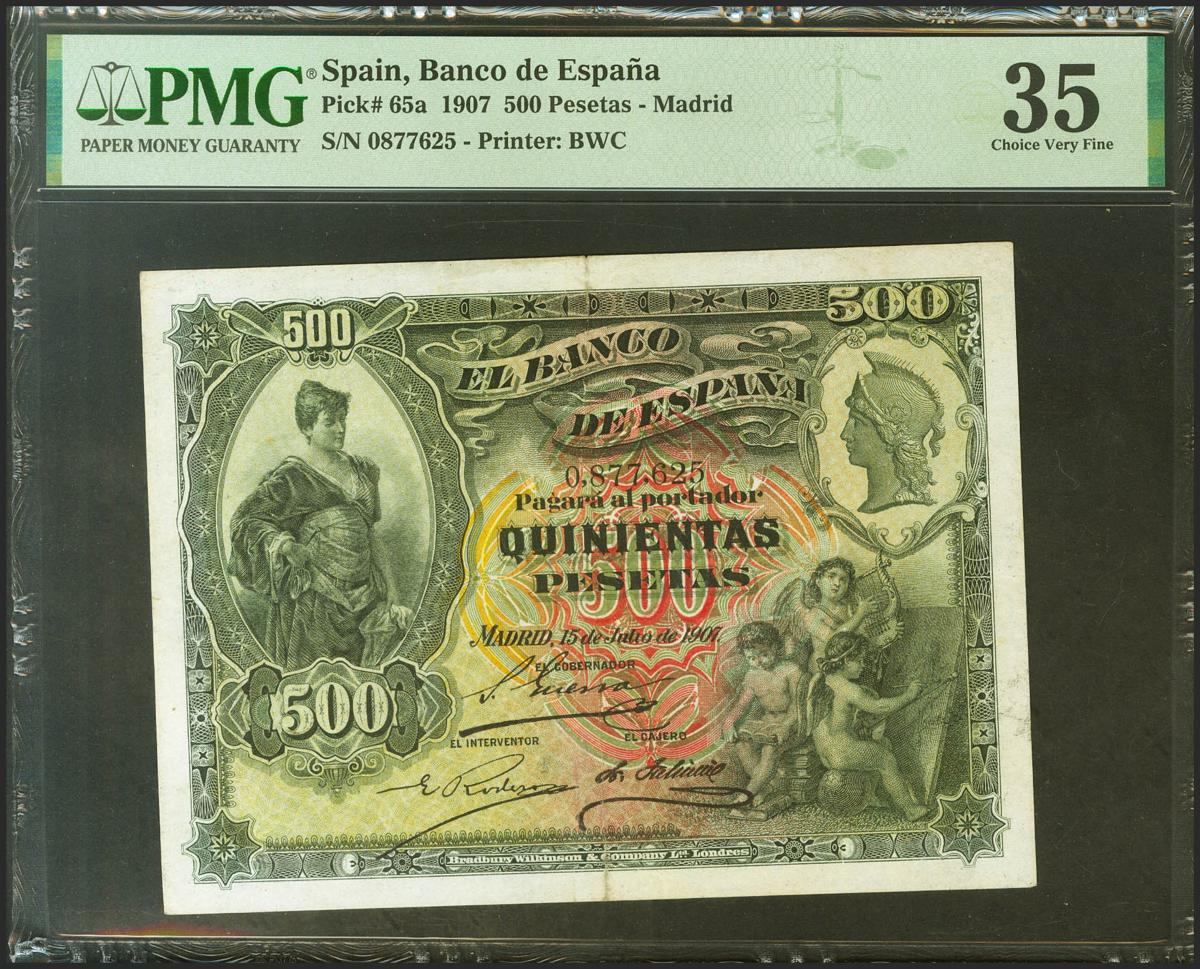 PMG®
PAPER MONEY GUARANTY
Spain, Banco de España
Pick# 65a 1907 500 Pesetas - Madrid
S/N 0877625 - Printer: BWC
35
Choice Very Fine
500
500
EL BANCO
DE ESPAÑA
0,877,625
Pagará al portador
QUINIENTAS
PESETAS
500
MADRID, 15 de Julio de 1907.
EL GOBERNADOR
EL INTERVENTOR
EL CAJERO
500
Bradbury Wilkinson & Company Ld. Londres